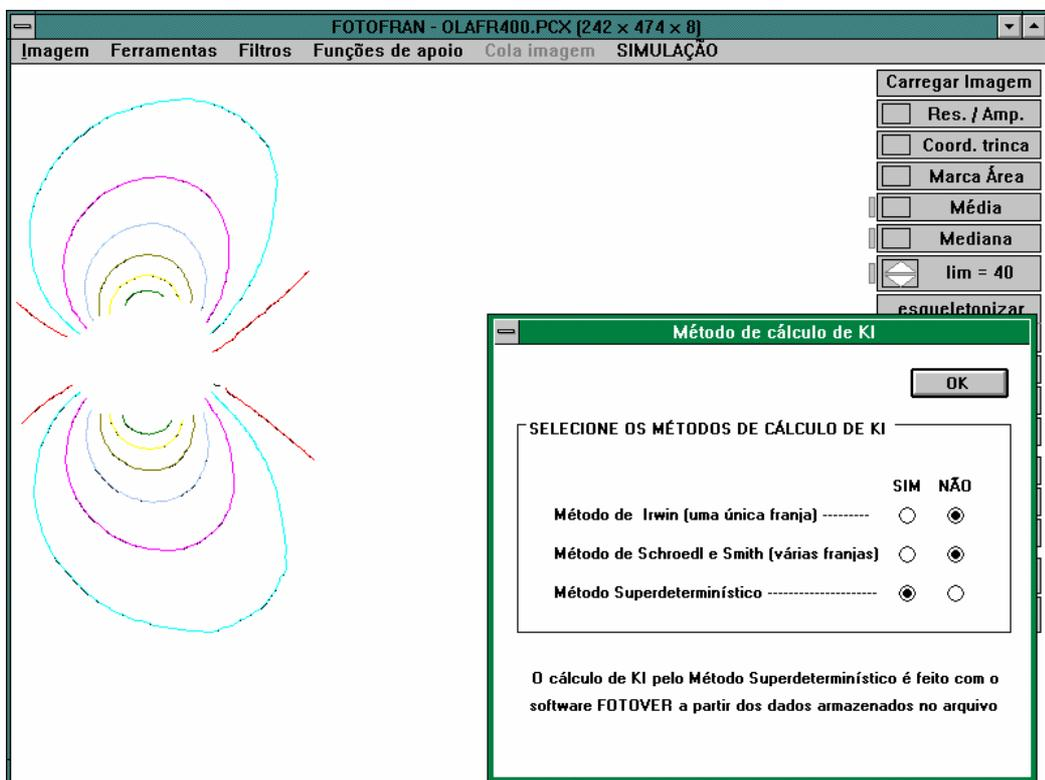 FOTOFRAN - OLAFR400.PCX (242 x 474 x 8)
Imagem Ferramentas Filtros Funções de apoio Cola imagem SIMULAÇÃO
Carregar Imagem
Res. / Amp.
Coord. trinca
Marca Área
Média
Mediana
lim = 40
esqueletonizar
Método de cálculo de KI
OK
SELECIONE OS MÉTODOS DE CÁLCULO DE KI
SIM NÃO
Método de Irwin (uma única franja) --------
Método de Schroedl e Smith (várias franjas)
Método Superdeterminístico --------------------
O cálculo de KI pelo Método Superdeterminístico é feito com o
software FOTOVER a partir dos dados armazenados no arquivo